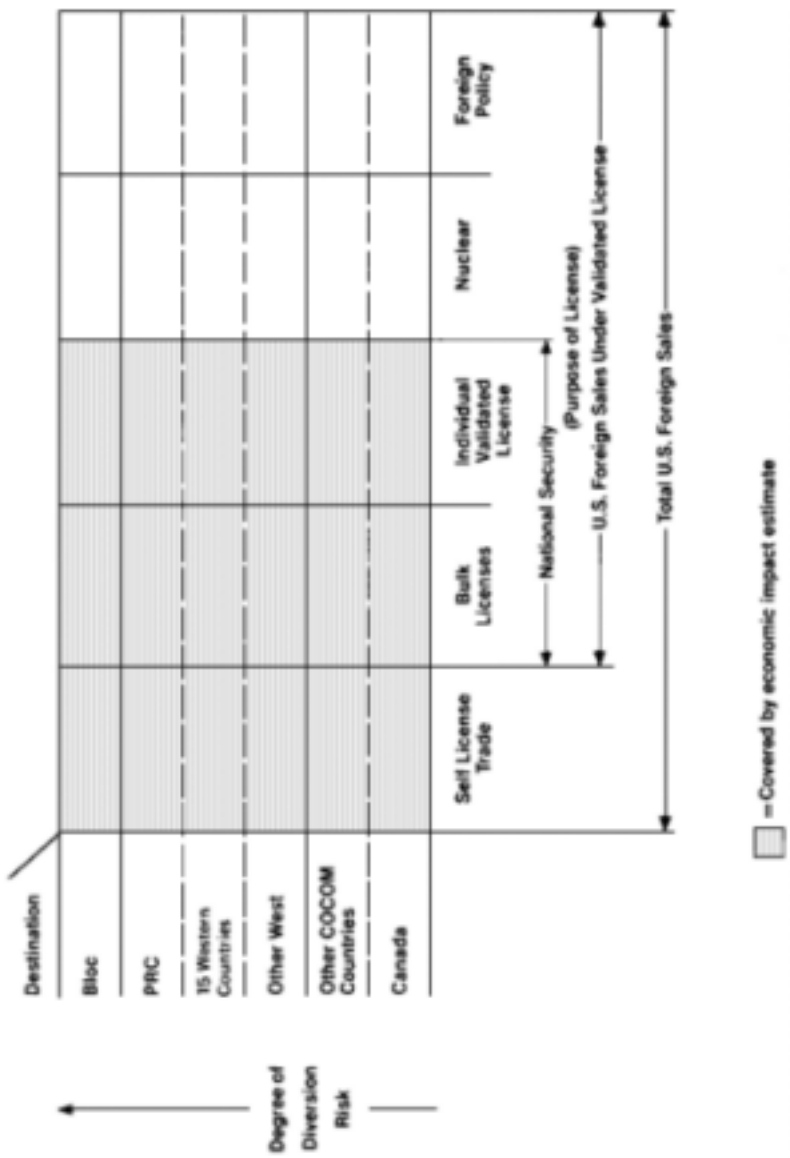 Destination
Bloc
PRC
15 Western
Countries
Other West
Other COCOM
Countries
Canada
Degree of
Diversion
Risk
Self License
Trade
Bulk
Licenses
Individual
Validated
License
Nuclear
Foreign
Policy
National Security
(Purpose of License)
U.S. Foreign Sales Under Validated License
Total U.S. Foreign Sales
= Covered by economic impact estimate